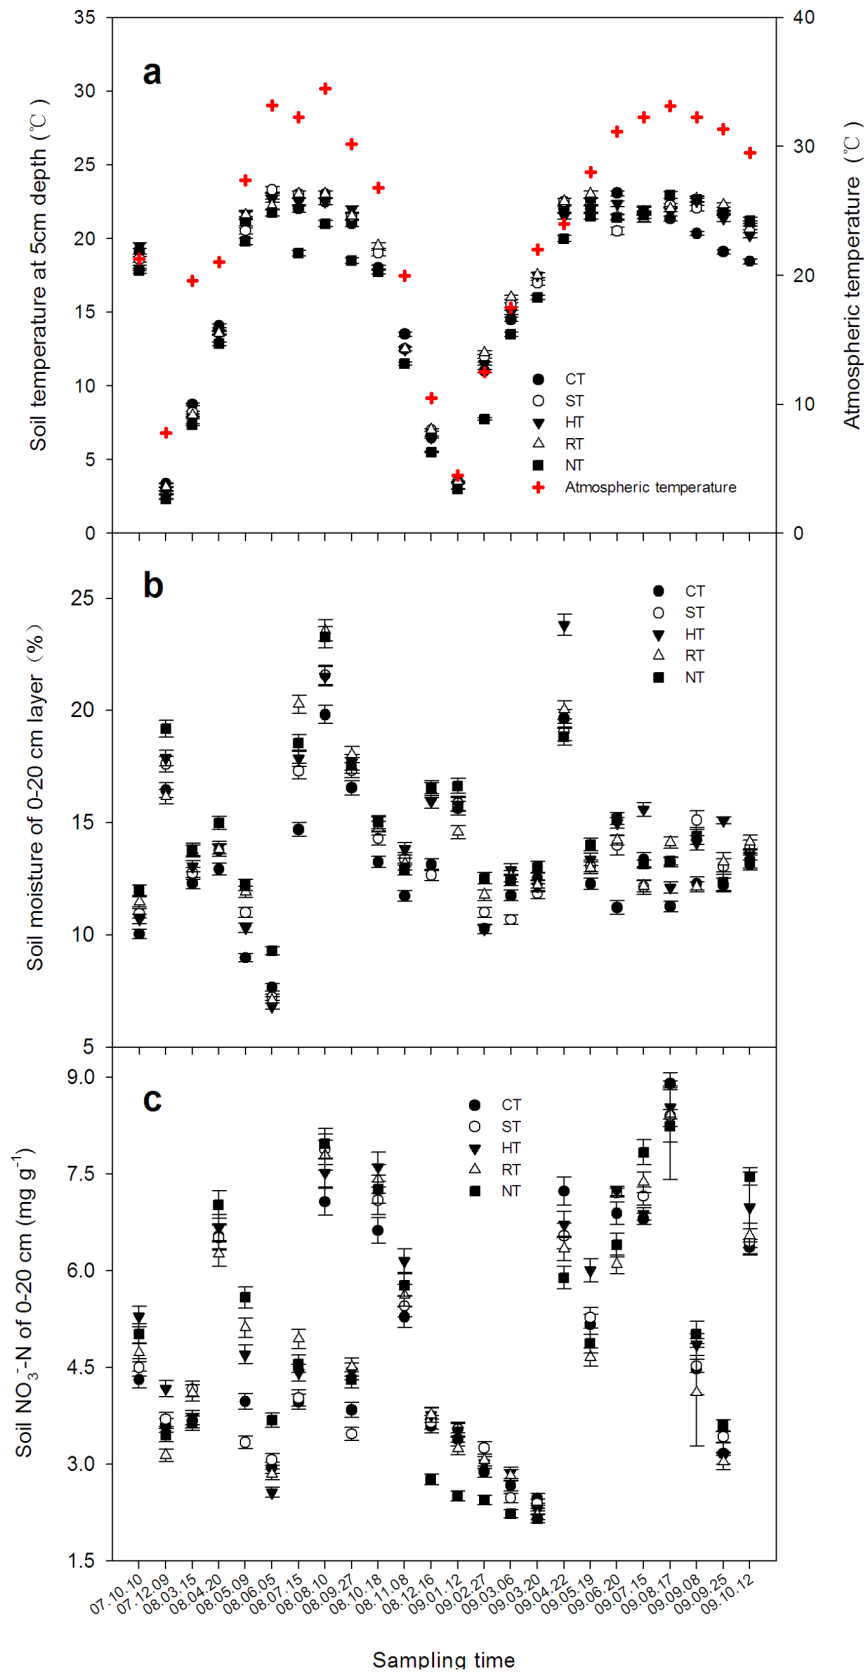 a
Soil temperature at 5cm depth (℃)
Atmospheric temperature (℃)
35
30
25
20
15
10
5
0
40
30
20
10
0
CT
ST
HT
RT
NT
Atmospheric temperature
b
Soil moisture of 0-20 cm layer (%)
25
20
15
10
5
CT
ST
HT
RT
NT
c
Soil NO₃⁻-N of 0-20 cm (mg g⁻¹)
9.0
7.5
6.0
4.5
3.0
1.5
CT
ST
HT
RT
NT
07.10.10
07.12.09
08.03.15
08.04.20
08.05.09
08.06.05
08.07.15
08.08.10
08.09.27
08.10.18
08.11.08
08.12.16
09.01.12
09.02.27
09.03.06
09.03.20
09.04.22
09.05.19
09.06.20
09.07.15
09.08.17
09.09.08
09.09.25
09.10.12
Sampling time